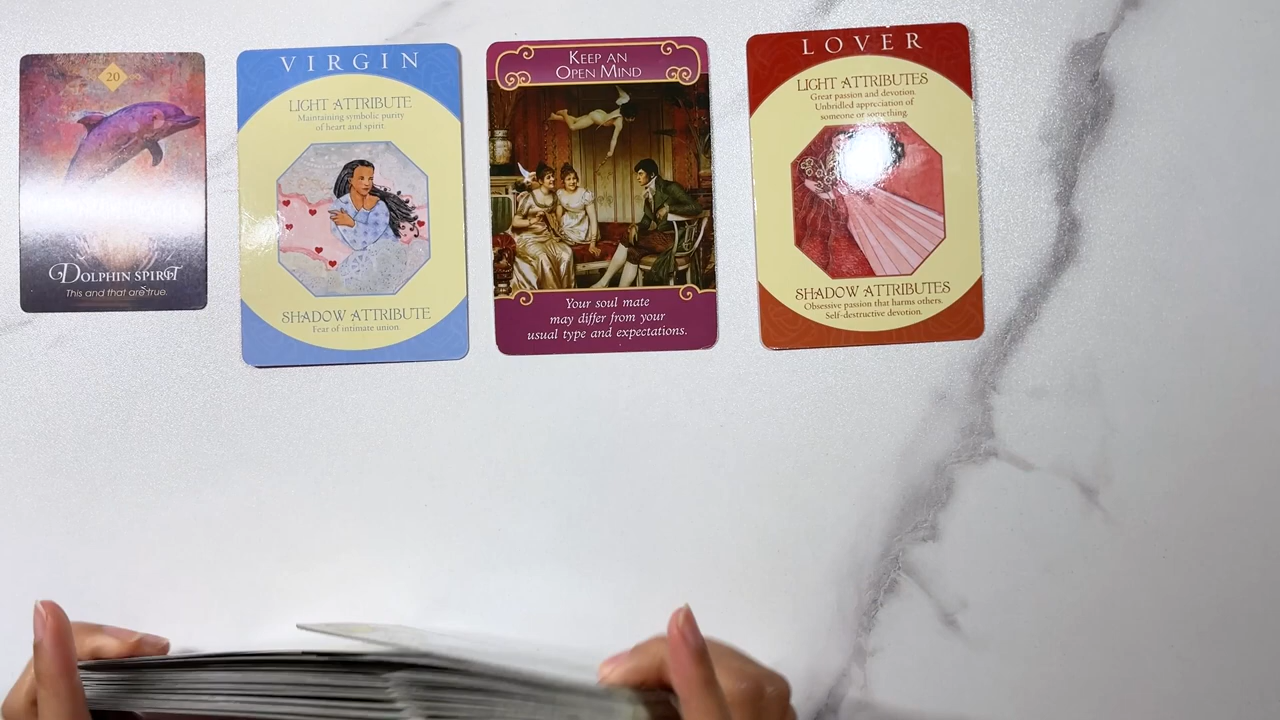 20
DOLPHIN SPIRIT
This and that are true.
VIRGIN
LIGHT ATTRIBUTE
Maintaining symbolic purity
of heart and spirit.
SHADOW ATTRIBUTE
Fear of intimate union.
KEEP AN
OPEN MIND
Your soul mate
may differ from your
usual type and expectations.
LOVER
LIGHT ATTRIBUTES
Great passion and devotion.
Unbridled appreciation of
someone or something.
SHADOW ATTRIBUTES
Obsessive passion that harms others.
Self-destructive devotion.